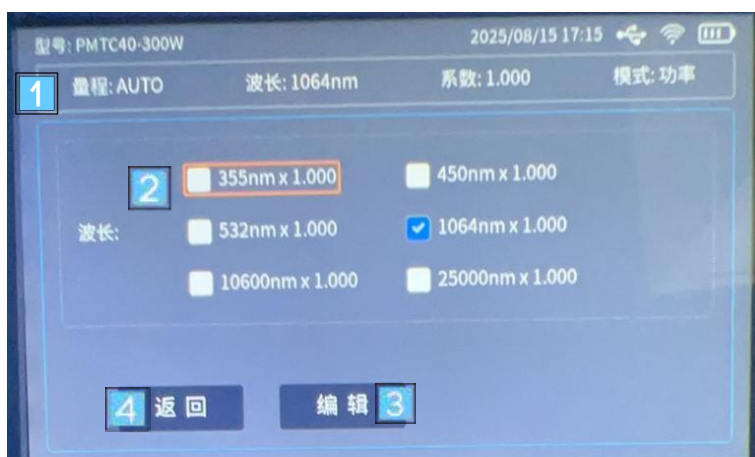 型号: PMTC40-300W 2025/08/15 17:15
1 量程: AUTO 波长: 1064nm 系数: 1.000 模式: 功率
2 355nm x 1.000 450nm x 1.000
波长: 532nm x 1.000 1064nm x 1.000
10600nm x 1.000 25000nm x 1.000
4 返回 编辑 3